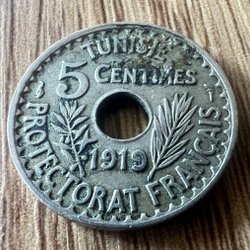 TUNISIE
5 CENTIMES
1919
PROTECTORAT FRANÇAIS